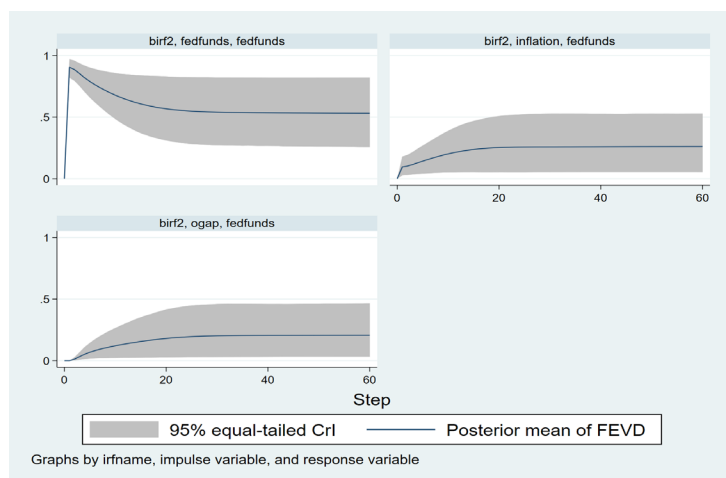 birf2, fedfunds, fedfunds
birf2, inflation, fedfunds
1
.5
0
0 20 40 60
birf2, ogap, fedfunds
1
.5
0
0 20 40 60
Step
95% equal-tailed CrI Posterior mean of FEVD
Graphs by irfname, impulse variable, and response variable